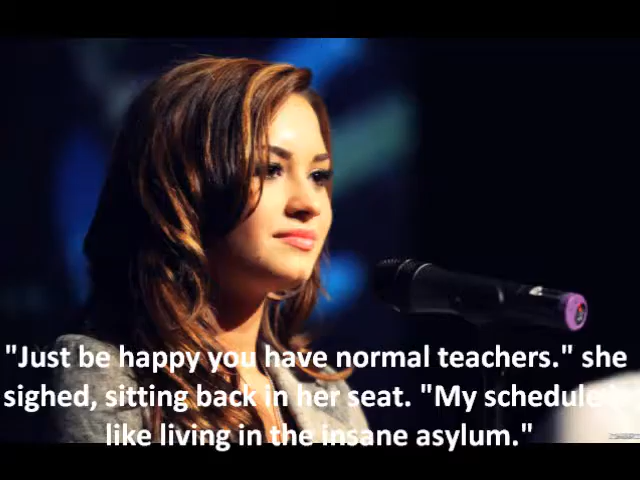 "Just be happy you have normal teachers." she
sighed, sitting back in her seat. "My schedule
like living in the insane asylum."